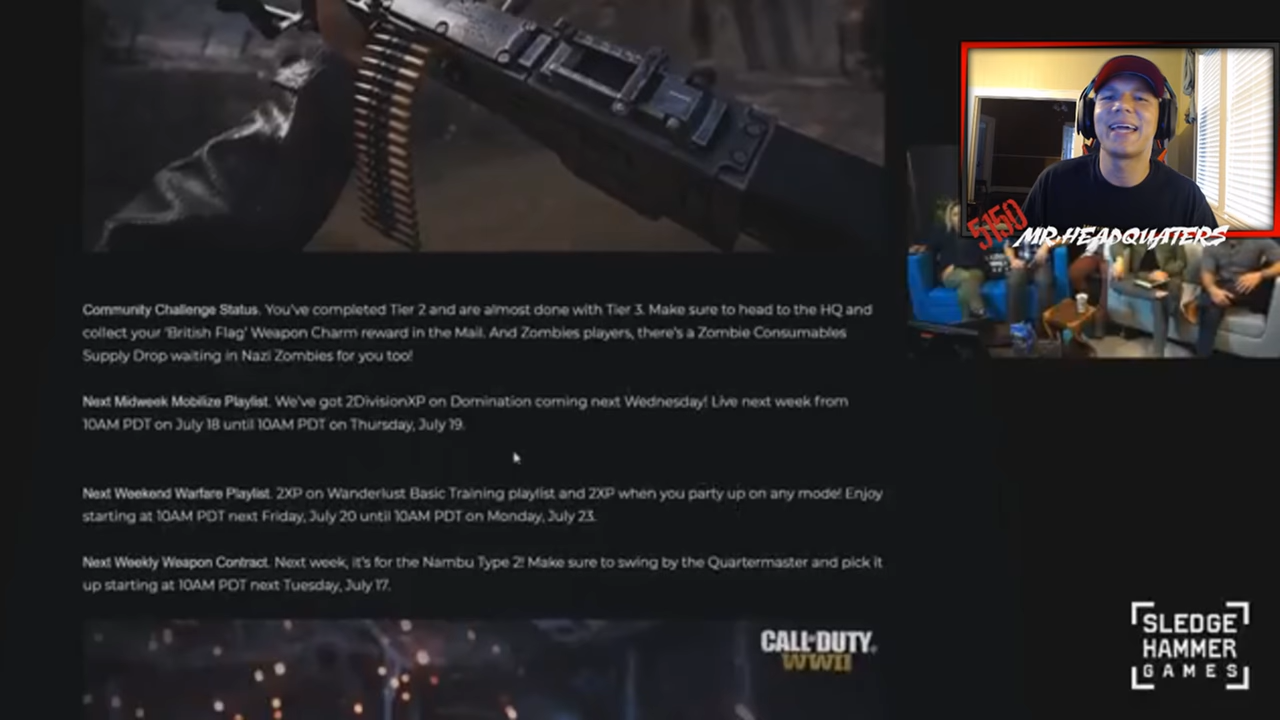 5150
MR.HEADQUATERS
Community Challenge Status. You've completed Tier 2 and are almost done with Tier 3. Make sure to head to the HQ and
collect your 'British Flag' Weapon Charm reward in the Mail. And Zombies players, there's a Zombie Consumables
Supply Drop waiting in Nazi Zombies for you too!
Next Midweek Mobilize Playlist. We've got 2DivisionXP on Domination coming next Wednesday! Live next week from
10AM PDT on July 18 until 10AM PDT on Thursday, July 19.
Next Weekend Warfare Playlist. 2XP on Wanderlust Basic Training playlist and 2XP when you party up on any mode! Enjoy
starting at 10AM PDT next Friday, July 20 until 10AM PDT on Monday, July 23.
Next Weekly Weapon Contract. Next week, it's for the Nambu Type 2! Make sure to swing by the Quartermaster and pick it
up starting at 10AM PDT next Tuesday, July 17.
CALL OF DUTY
WWII
SLEDGE
HAMMER
GAMES